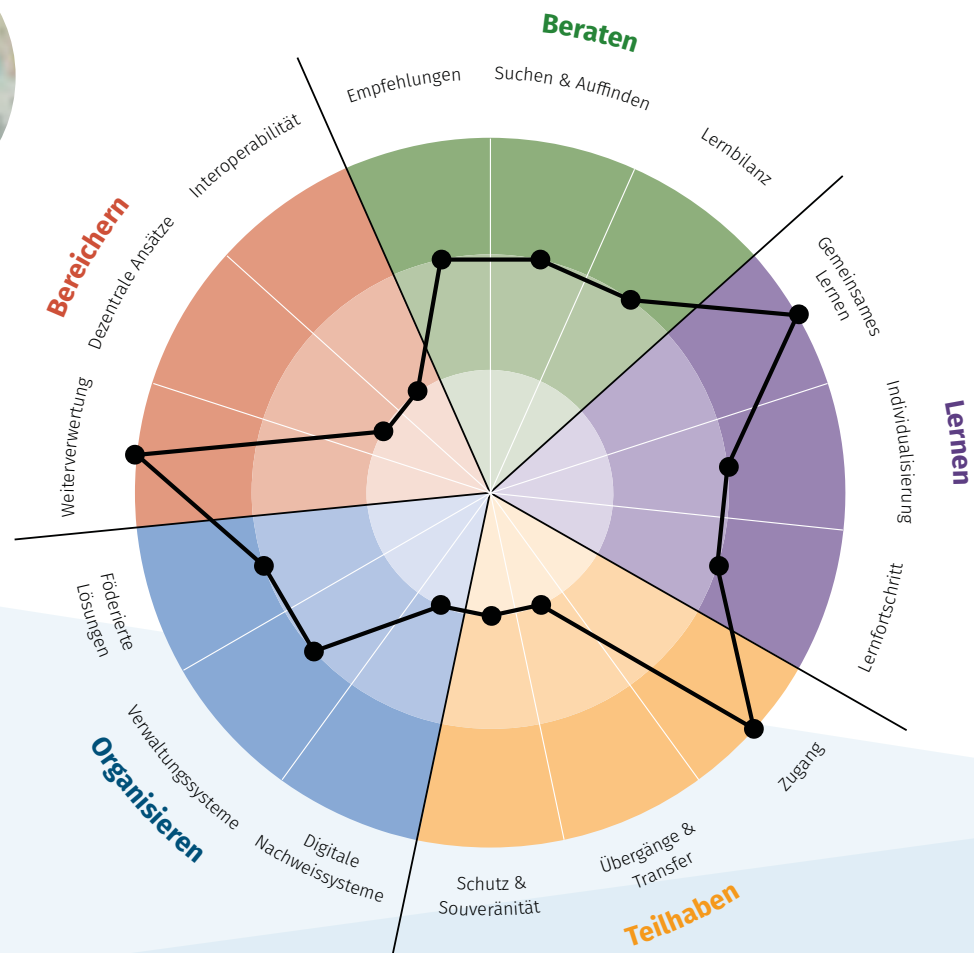 Beraten
Empfehlungen
Suchen & Auffinden
Lernbilanz
Lernen
Gemeinsames
Lernen
Individualisierung
Lernfortschritt
Teilhaben
Zugang
Übergänge &
Transfer
Schutz &
Souveränität
Organisieren
Digitale
Nachweissysteme
Verwaltungssysteme
Föderierte
Lösungen
Bereichern
Weiterverwertung
Dezentrale Ansätze
Interoperabilität